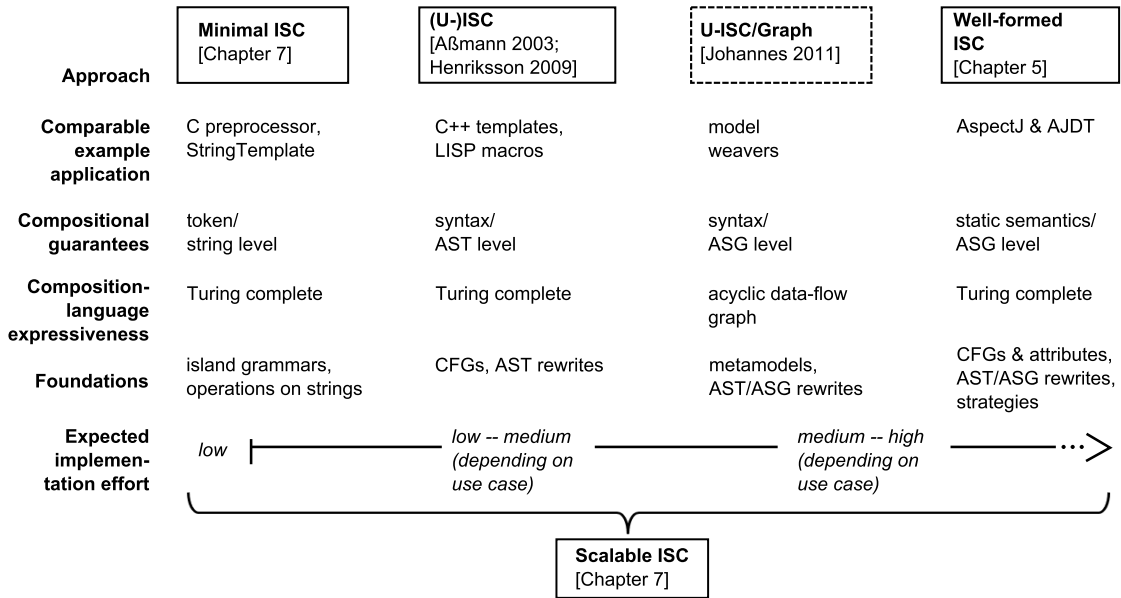 Approach
Minimal ISC
[Chapter 7]
(U-)ISC
[Aßmann 2003;
Henriksson 2009]
U-ISC/Graph
[Johannes 2011]
Well-formed
ISC
[Chapter 5]
Comparable
example
application
C preprocessor,
StringTemplate
C++ templates,
LISP macros
model
weavers
AspectJ & AJDT
Compositional
guarantees
token/
string level
syntax/
AST level
syntax/
ASG level
static semantics/
ASG level
Composition-
language
expressiveness
Turing complete
Turing complete
acyclic data-flow
graph
Turing complete
Foundations
island grammars,
operations on strings
CFGs, AST rewrites
metamodels,
AST/ASG rewrites
CFGs & attributes,
AST/ASG rewrites,
strategies
Expected
implemen-
tation effort
low
low -- medium
(depending on
use case)
medium -- high
(depending on
use case)
Scalable ISC
[Chapter 7]